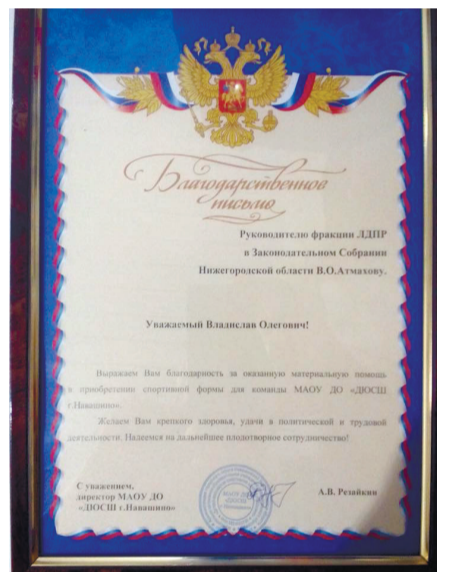 Благодарственное
письмо
Руководителю фракции ЛДПР
в Законодательном Собрании
Нижегородской области В.О.Атмахову.
Уважаемый Владислав Олегович!
Выражаем Вам благодарность за оказанную материальную помощь
в приобретении спортивной формы для команды МАОУ ДО «ДЮСШ
г.Навашино».
Желаем Вам крепкого здоровья, удачи в политической и трудовой
деятельности. Надеемся на дальнейшее плодотворное сотрудничество!
С уважением,
директор МАОУ ДО
«ДЮСШ г.Навашино»
А.В. Резайкин